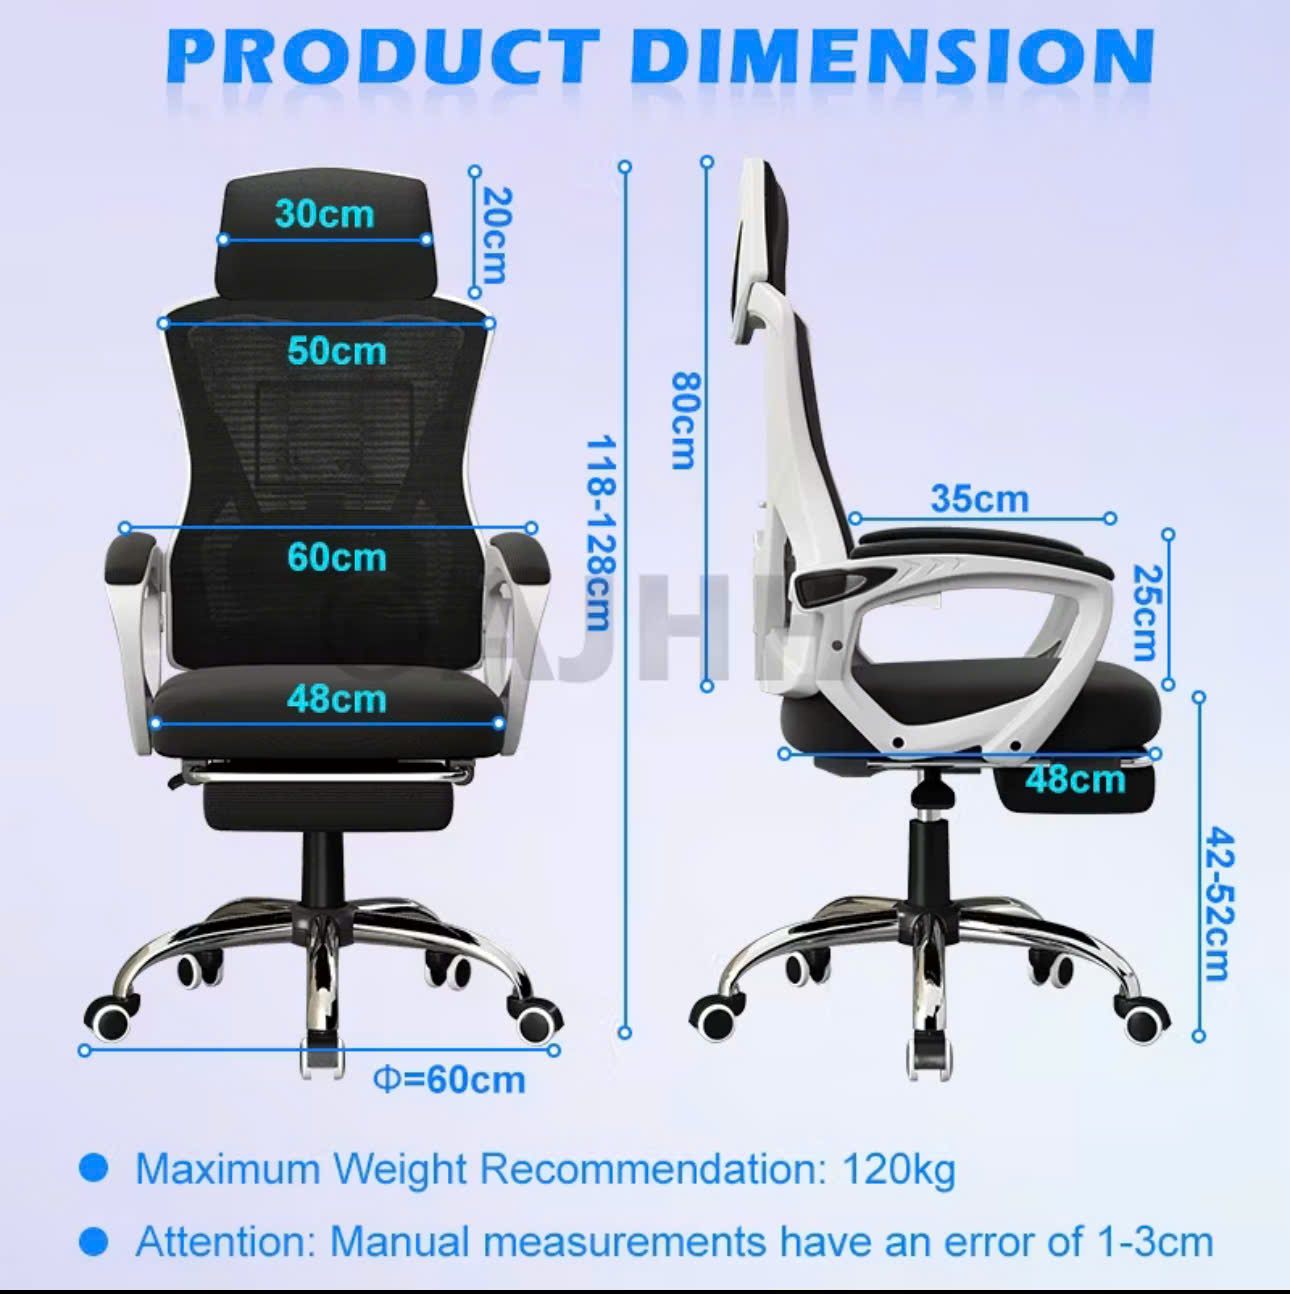 PRODUCT DIMENSION
30cm
20cm
50cm
118-128cm
60cm
48cm
Φ=60cm
80cm
35cm
25cm
48cm
42-52cm
Maximum Weight Recommendation: 120kg
Attention: Manual measurements have an error of 1-3cm